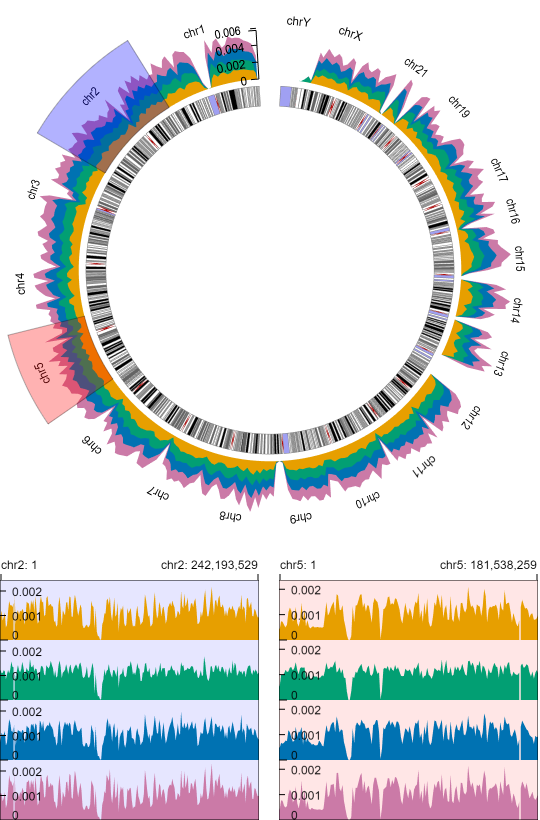 chrY
chrX
chr21
chr19
chr17
chr16
chr15
chr14
chr13
chr12
chr11
chr10
chr9
chr8
chr7
chr6
chr5
chr4
chr3
chr2
chr1
0.006
0.004
0.002
0
chr2: 1 chr2: 242,193,529
0.002
0.001
0
0.002
0.001
0
0.002
0.001
0
0.002
0.001
0
chr5: 1 chr5: 181,538,259
0.002
0.001
0
0.002
0.001
0
0.002
0.001
0
0.002
0.001
0